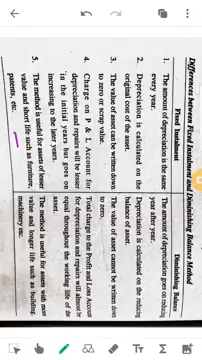 Differences between Fixed Instalment and Diminishing Balance Method
Fixed Instalment
1. The amount of depreciation is the same
every year.
2. Depreciation is calculated on the
original cost of the asset.
3. The value of asset can be written down
to zero or scrap value.
4. Charge on P & L Account for
depreciation and repairs will be lesser
in the initial years but goes on
increasing to the later years.
5. The method is useful for assets of lesser
value and short life such as furniture,
patents, etc.
Diminishing Balance
The amount of depreciation goes on reducing
year after year.
Depreciation is calculated on the reducing
balance of asset.
The value of asset cannot be written down
to zero.
Total charge to the Profit and Loss Account
for depreciation and repairs will almost be
equal throughout the working life of the
asset.
The method is useful for assets with more
value and longer life such as building,
machinery etc.